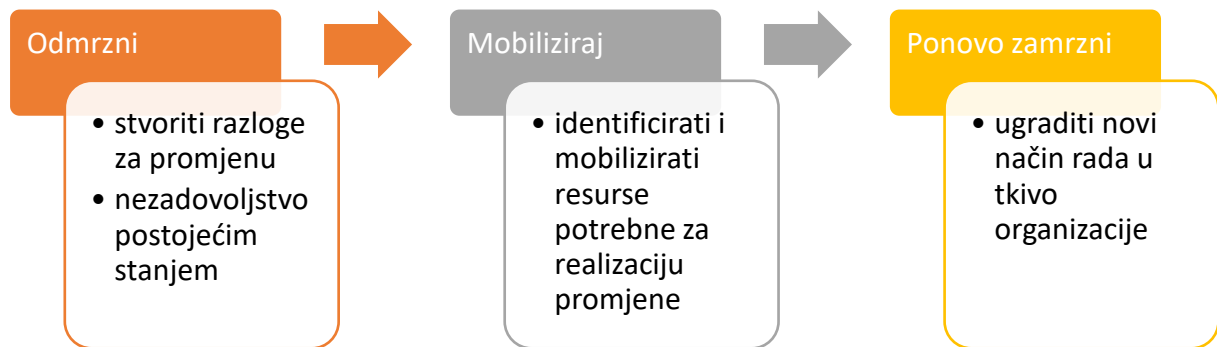 Odmrzni
• stvoriti razloge
za promjenu
• nezadovoljstvo
postojećim
stanjem
Mobiliziraj
• identificirati i
mobilizirati
resurse
potrebne za
realizaciju
promjene
Ponovo zamrzni
• ugraditi novi
način rada u
tkivo
organizacije